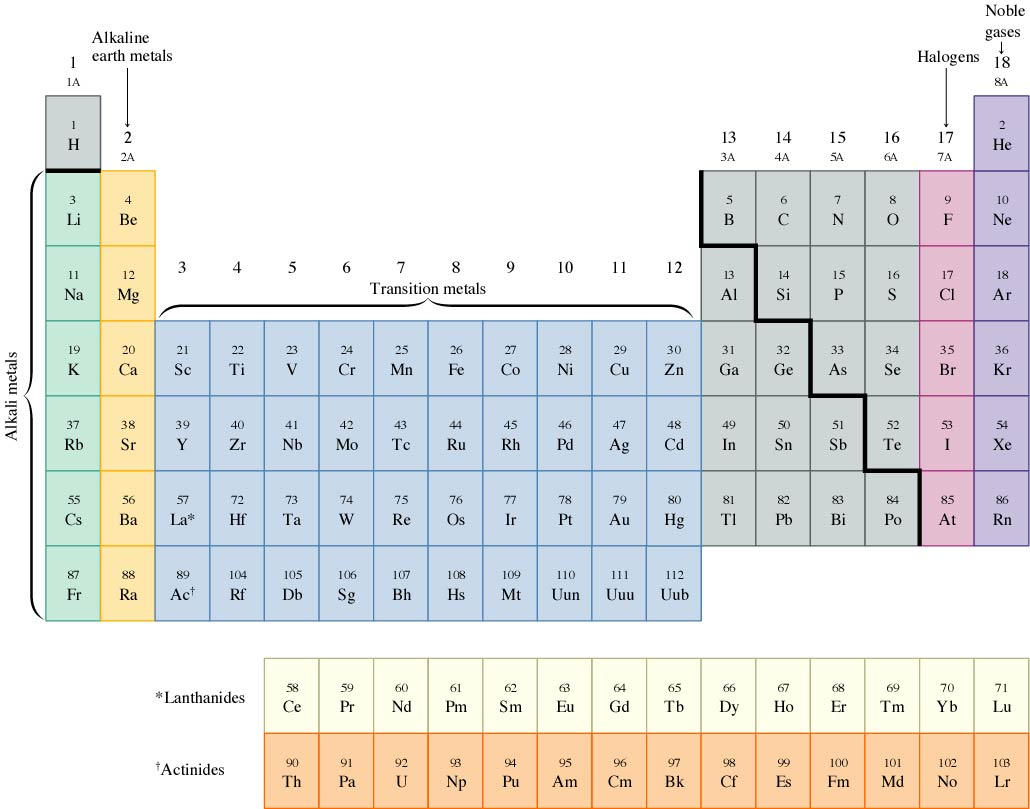 Noble
gases
Alkaline
earth metals
Halogens
1 18
1A 8A
1 2
H He
2 13 14 15 16 17
2A 3A 4A 5A 6A 7A
3 4 5 6 7 8 9 10
Li Be B C N O F Ne
3 4 5 6 7 8 9 10 11 12
Transition metals
11 12 13 14 15 16 17 18
Na Mg Al Si P S Cl Ar
Alkali metals
19 20 21 22 23 24 25 26 27 28 29 30 31 32 33 34 35 36
K Ca Sc Ti V Cr Mn Fe Co Ni Cu Zn Ga Ge As Se Br Kr
37 38 39 40 41 42 43 44 45 46 47 48 49 50 51 52 53 54
Rb Sr Y Zr Nb Mo Tc Ru Rh Pd Ag Cd In Sn Sb Te I Xe
55 56 57 72 73 74 75 76 77 78 79 80 81 82 83 84 85 86
Cs Ba La* Hf Ta W Re Os Ir Pt Au Hg Tl Pb Bi Po At Rn
87 88 89 104 105 106 107 108 109 110 111 112
Fr Ra Ac† Rf Db Sg Bh Hs Mt Uun Uuu Uub
*Lanthanides
58 59 60 61 62 63 64 65 66 67 68 69 70 71
Ce Pr Nd Pm Sm Eu Gd Tb Dy Ho Er Tm Yb Lu
†Actinides
90 91 92 93 94 95 96 97 98 99 100 101 102 103
Th Pa U Np Pu Am Cm Bk Cf Es Fm Md No Lr